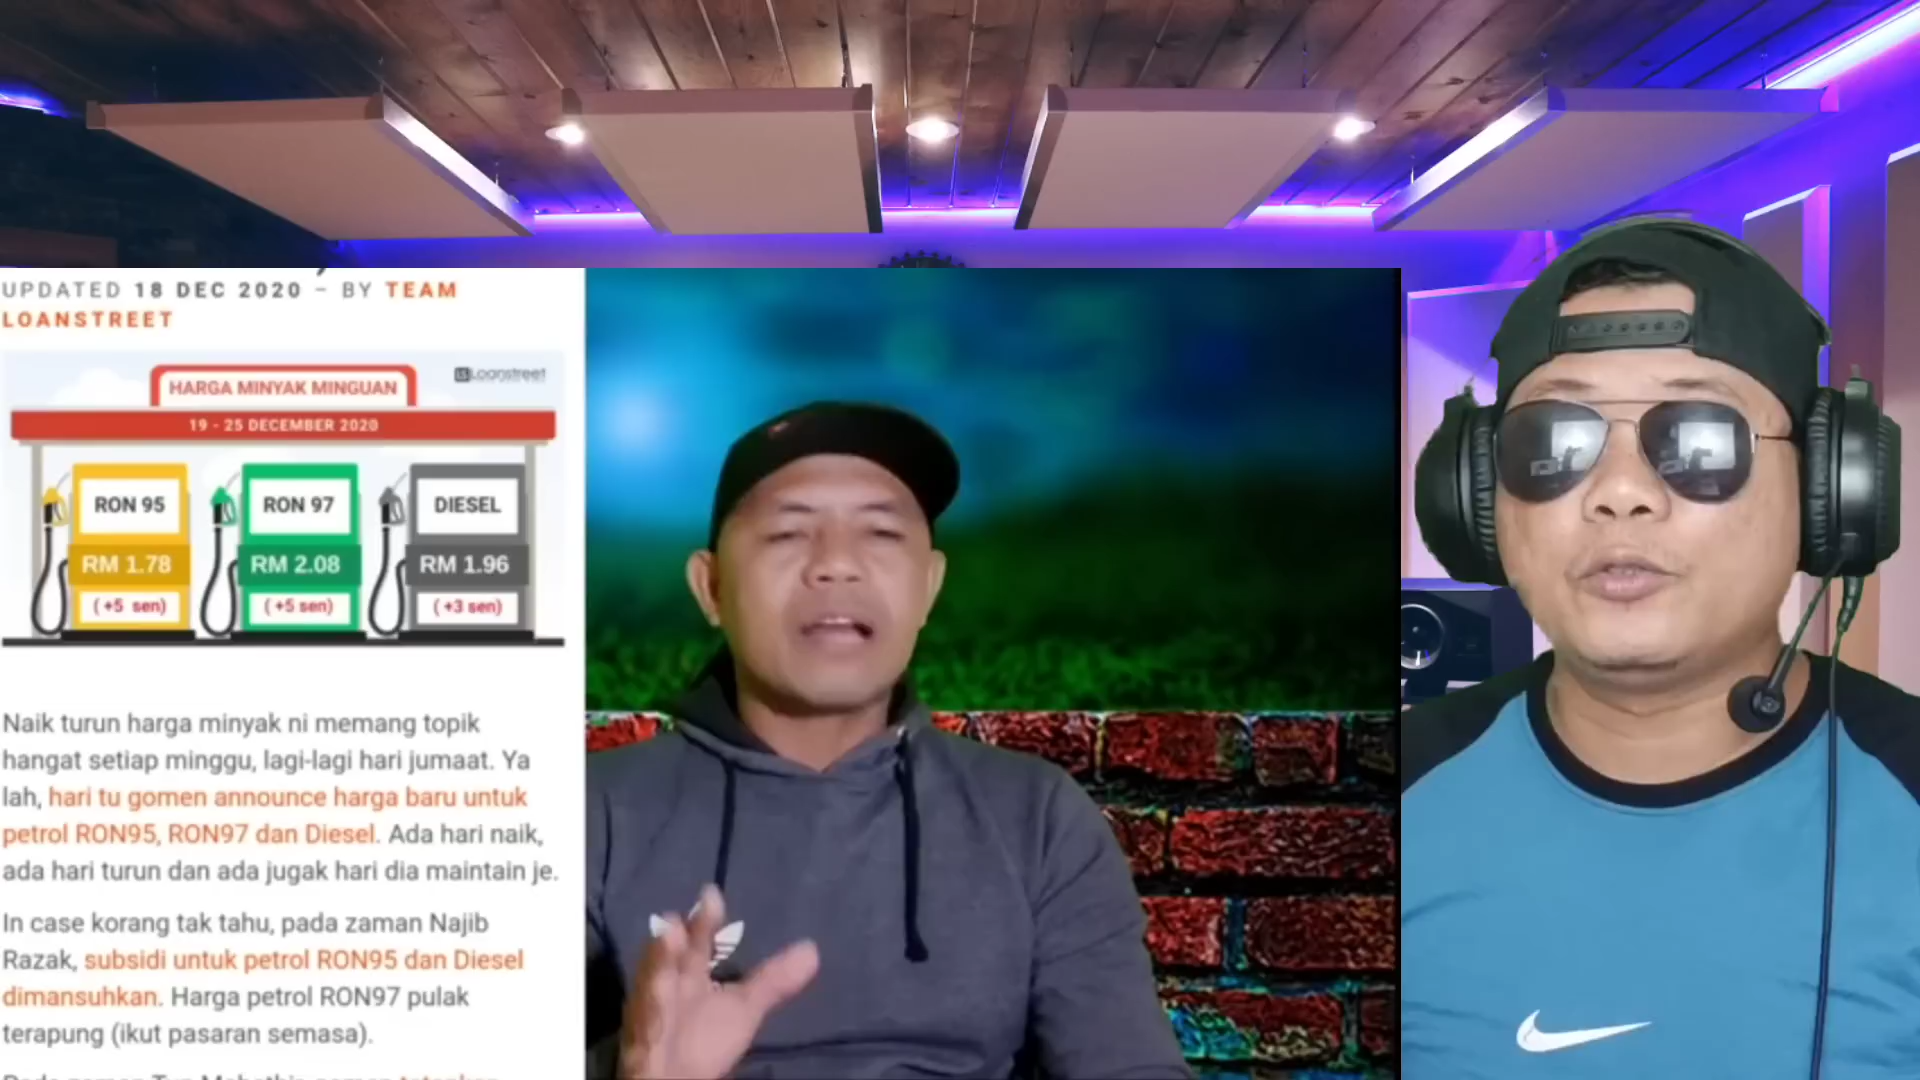 UPDATED 18 DEC 2020 – BY TEAM
LOANSTREET
LS Loanstreet
HARGA MINYAK MINGUAN
19 - 25 DECEMBER 2020
RON 95
RON 97
DIESEL
RM 1.78
RM 2.08
RM 1.96
( +5 sen)
( +5 sen)
( +3 sen)
Naik turun harga minyak ni memang topik
hangat setiap minggu, lagi-lagi hari jumaat. Ya
lah, hari tu gomen announce harga baru untuk
petrol RON95, RON97 dan Diesel. Ada hari naik,
ada hari turun dan ada jugak hari dia maintain je.
In case korang tak tahu, pada zaman Najib
Razak, subsidi untuk petrol RON95 dan Diesel
dimansuhkan. Harga petrol RON97 pulak
terapung (ikut pasaran semasa).